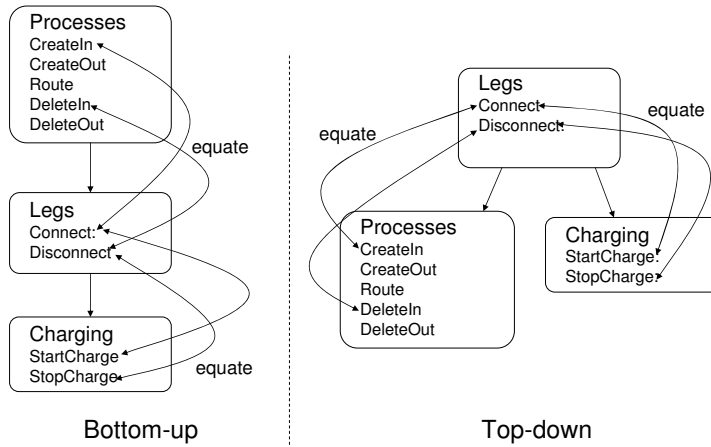 Processes
CreateIn
CreateOut
Route
DeleteIn
DeleteOut
equate
Legs
Connect:
Disconnect
Charging
StartCharge
StopCharge
equate
Bottom-up
Legs
Connect
Disconnect:
equate
equate
Processes
CreateIn
CreateOut
Route
DeleteIn
DeleteOut
Charging
StartCharge:
StopCharge:
Top-down